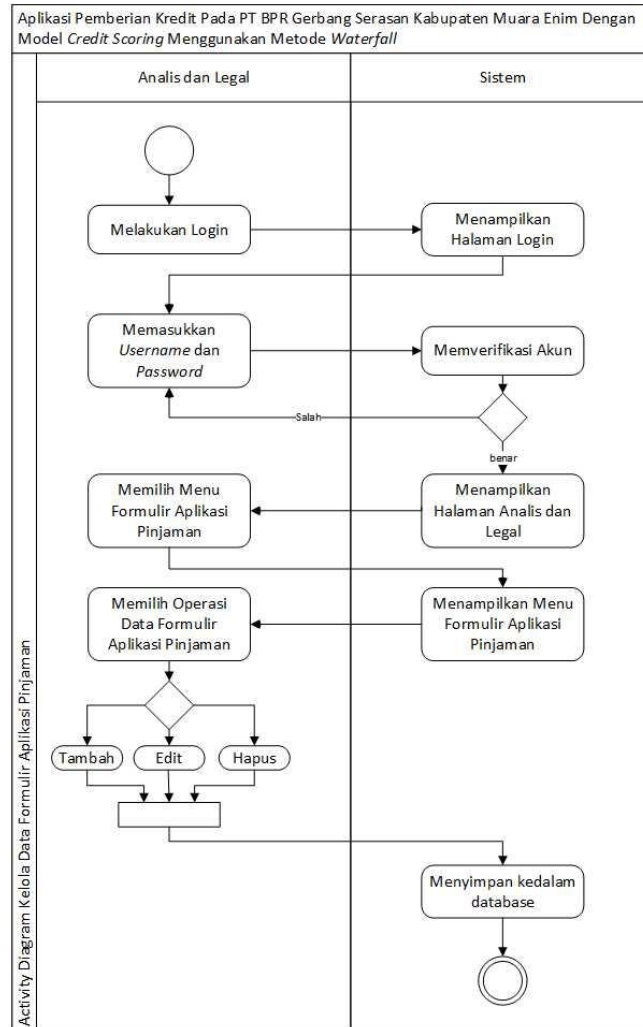 Aplikasi Pemberian Kredit Pada PT BPR Gerbang Serasan Kabupaten Muara Enim Dengan
Model Credit Scoring Menggunakan Metode Waterfall
Analis dan Legal
Sistem
Melakukan Login
Menampilkan
Halaman Login
Memasukkan
Username dan
Password
Memverifikasi Akun
Salah
benar
Memilih Menu
Formulir Aplikasi
Pinjaman
Menampilkan
Halaman Analis dan
Legal
Memilih Operasi
Data Formulir
Aplikasi Pinjaman
Menampilkan Menu
Formulir Aplikasi
Pinjaman
Tambah
Edit
Hapus
Menyimpan kedalam
database
Activity Diagram Kelola Data Formulir Aplikasi Pinjaman